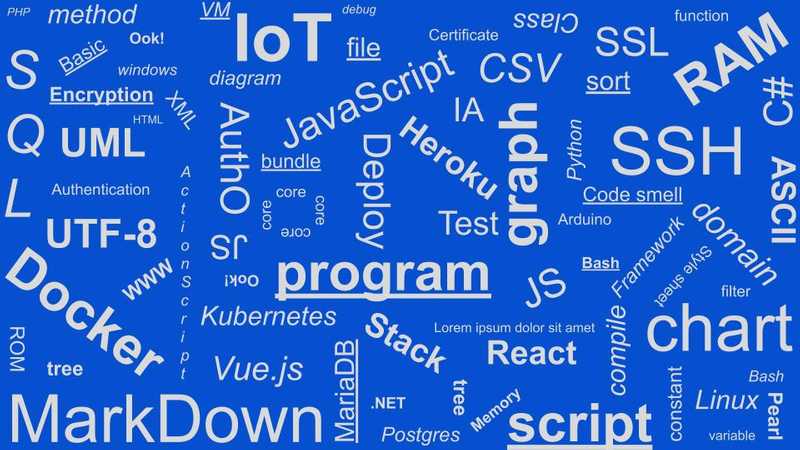 PHP
method
VM
IoT
debug
Class
function
Ook!
Certificate
SSL
RAM
Basic
file
S
windows
diagram
JavaScript
CSV
sort
C#
Encryption
XML
IA
HTML
AuthO
Deploy
Heroku
graph
Python
SSH
Q
UML
bundle
ASCII
ActionScript
Authentication
core
core
core
core
Code smell
L
Test
Arduino
domain
UTF-8
JS
Framework
www
Ook!
program
Bash
Style sheet
Docker
JS
filter
Kubernetes
Stack
Lorem ipsum dolor sit amet
compile
chart
ROM
React
tree
Vue.js
MariaDB
constant
Bash
MarkDown
.NET
tree
Memory
script
Linux
Pearl
Postgres
variable